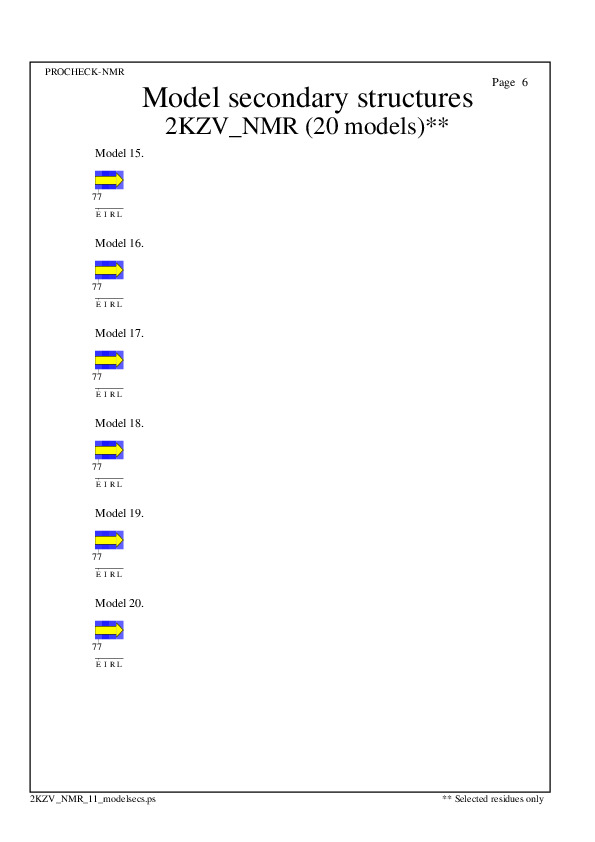 PROCHECK-NMR
Page 6
Model secondary structures
2KZV_NMR (20 models)**
Model 15.
77
E I R L
Model 16.
77
E I R L
Model 17.
77
E I R L
Model 18.
77
E I R L
Model 19.
77
E I R L
Model 20.
77
E I R L
2KZV_NMR_11_modelsecs.ps
** Selected residues only